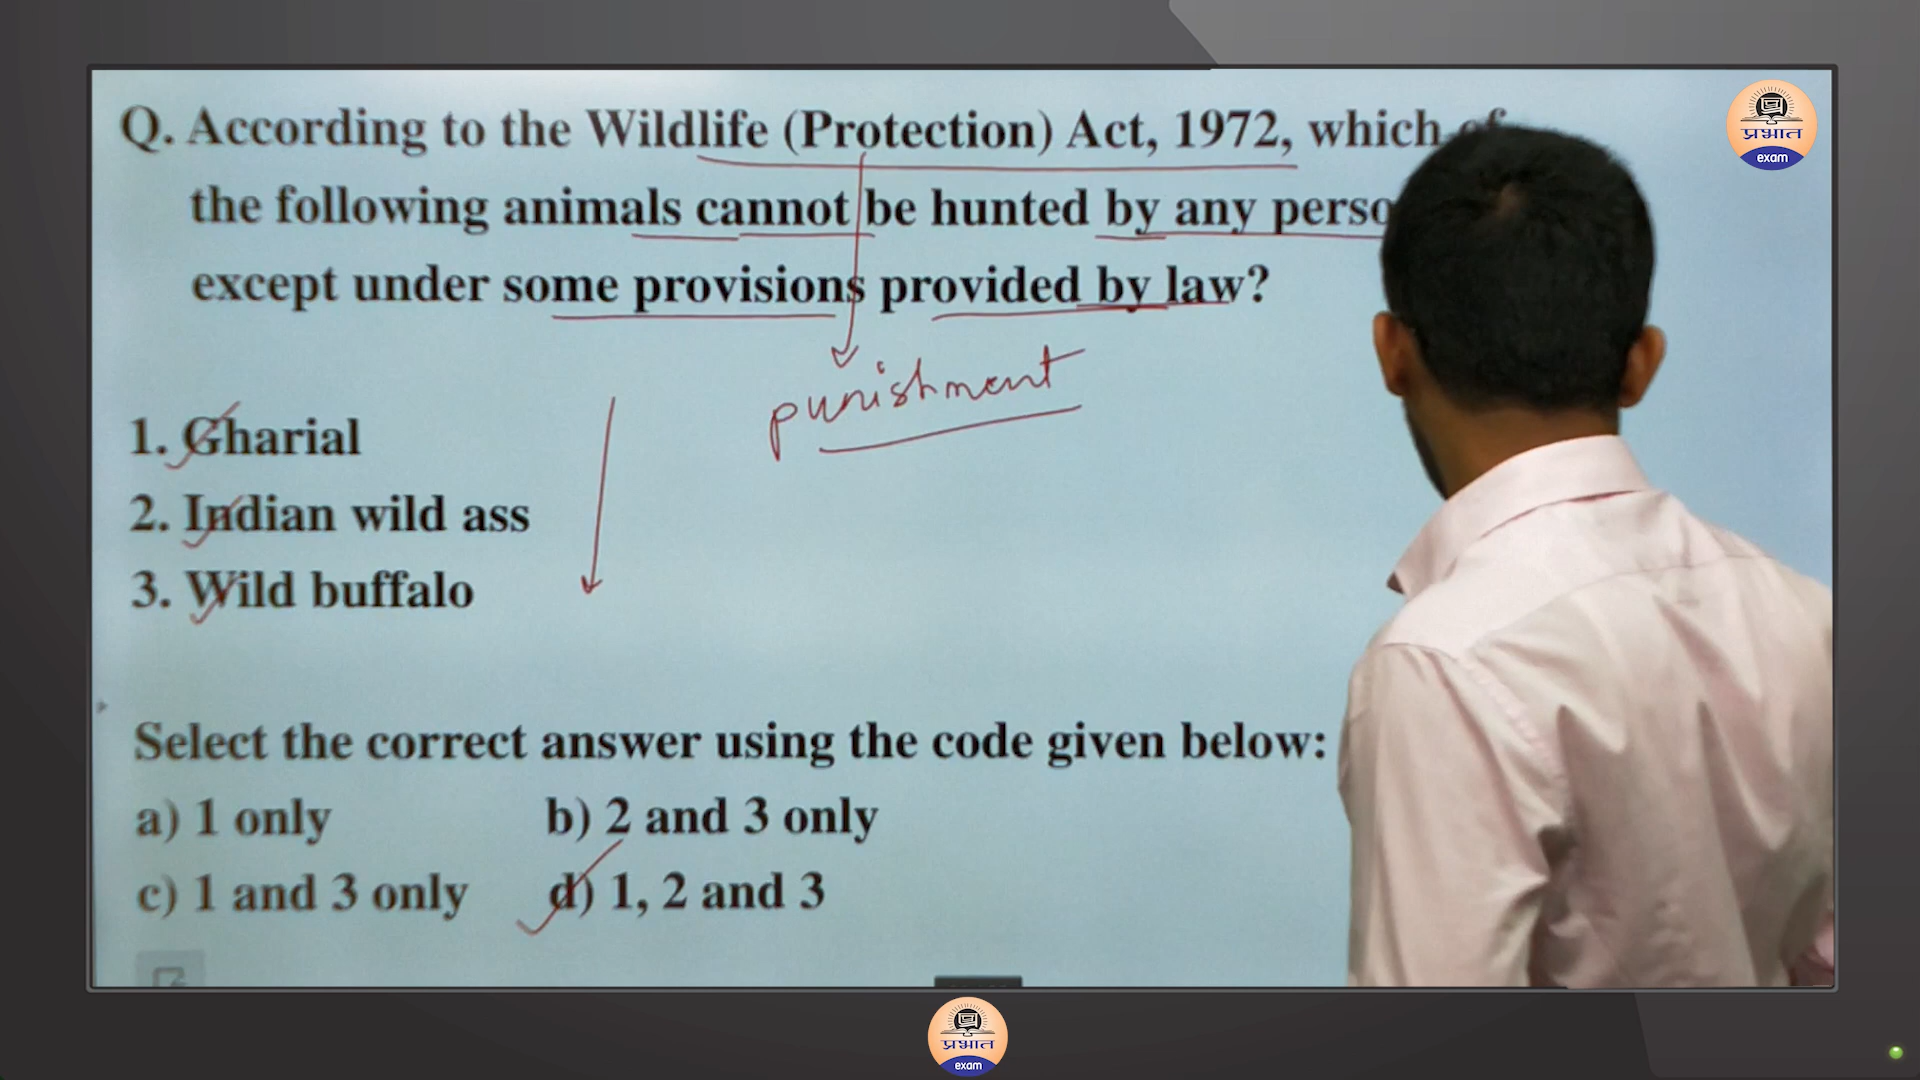 Q. According to the Wildlife (Protection) Act, 1972, which of
the following animals cannot be hunted by any perso
except under some provisions provided by law?
punishment
1. Gharial
2. Indian wild ass
3. Wild buffalo
Select the correct answer using the code given below:
a) 1 only b) 2 and 3 only
c) 1 and 3 only d) 1, 2 and 3
प्रभात
exam
प्रभात
exam